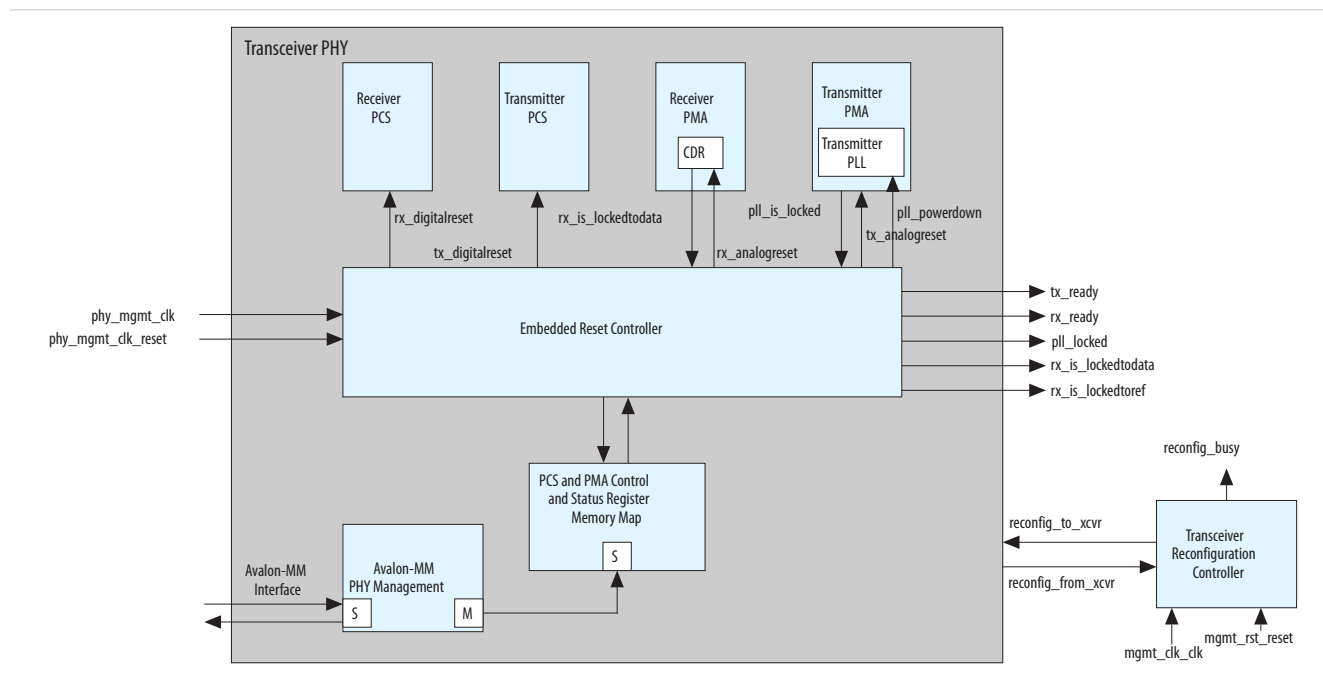 Transceiver PHY
Receiver
PCS
Transmitter
PCS
Receiver
PMA
CDR
Transmitter
PMA
Transmitter
PLL
rx_digitalreset
tx_digitalreset
rx_is_lockedtodata
rx_analogreset
pll_is_locked
pll_powerdown
tx_analogreset
phy_mgmt_clk
phy_mgmt_clk_reset
Embedded Reset Controller
tx_ready
rx_ready
pll_locked
rx_is_lockedtodata
rx_is_lockedtoref
PCS and PMA Control
and Status Register
Memory Map
S
Avalon-MM
Interface
Avalon-MM
PHY Management
S
M
reconfig_busy
reconfig_to_xcvr
reconfig_from_xcvr
Transceiver
Reconfiguration
Controller
mgmt_clk_clk
mgmt_rst_reset